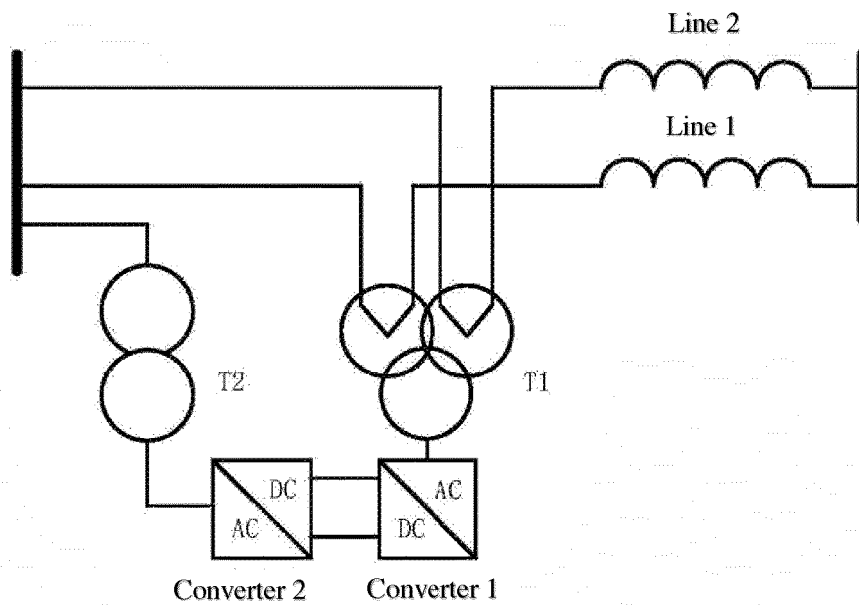 Line 2
Line 1
T2
T1
DC
AC
AC
DC
Converter 2
Converter 1